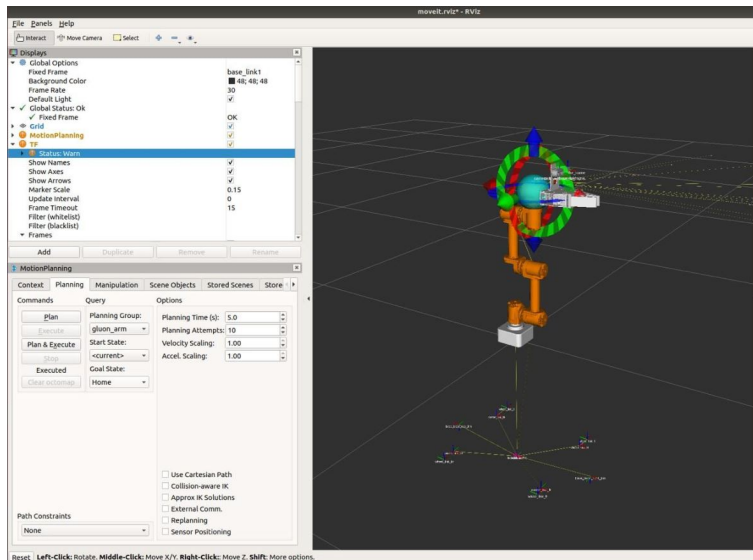 moveit.rviz* - RViz
File Panels Help
Interact Move Camera Select
Displays
Global Options
Fixed Frame base_link1
Background Color 48; 48; 48
Frame Rate 30
Default Light
Global Status: Ok
Fixed Frame OK
Grid
MotionPlanning
TF
Status: Warn
Show Names
Show Axes
Show Arrows
Marker Scale 0.15
Update Interval 0
Frame Timeout 15
Filter (whitelist)
Filter (blacklist)
Frames
Add Duplicate Remove Rename
MotionPlanning
Context Planning Manipulation Scene Objects Stored Scenes Store
Commands Query Options
Plan Planning Group: Planning Time (s): 5.0
Execute gluon_arm Planning Attempts: 10
Plan & Execute Start State: Velocity Scaling: 1.00
Stop <current> Accel. Scaling: 1.00
Executed Goal State:
Clear octomap Home
Use Cartesian Path
Collision-aware IK
Approx IK Solutions
External Comm.
Path Constraints Replanning
None Sensor Positioning
Reset Left-Click: Rotate. Middle-Click: Move X/Y. Right-Click:: Move Z. Shift: More options.